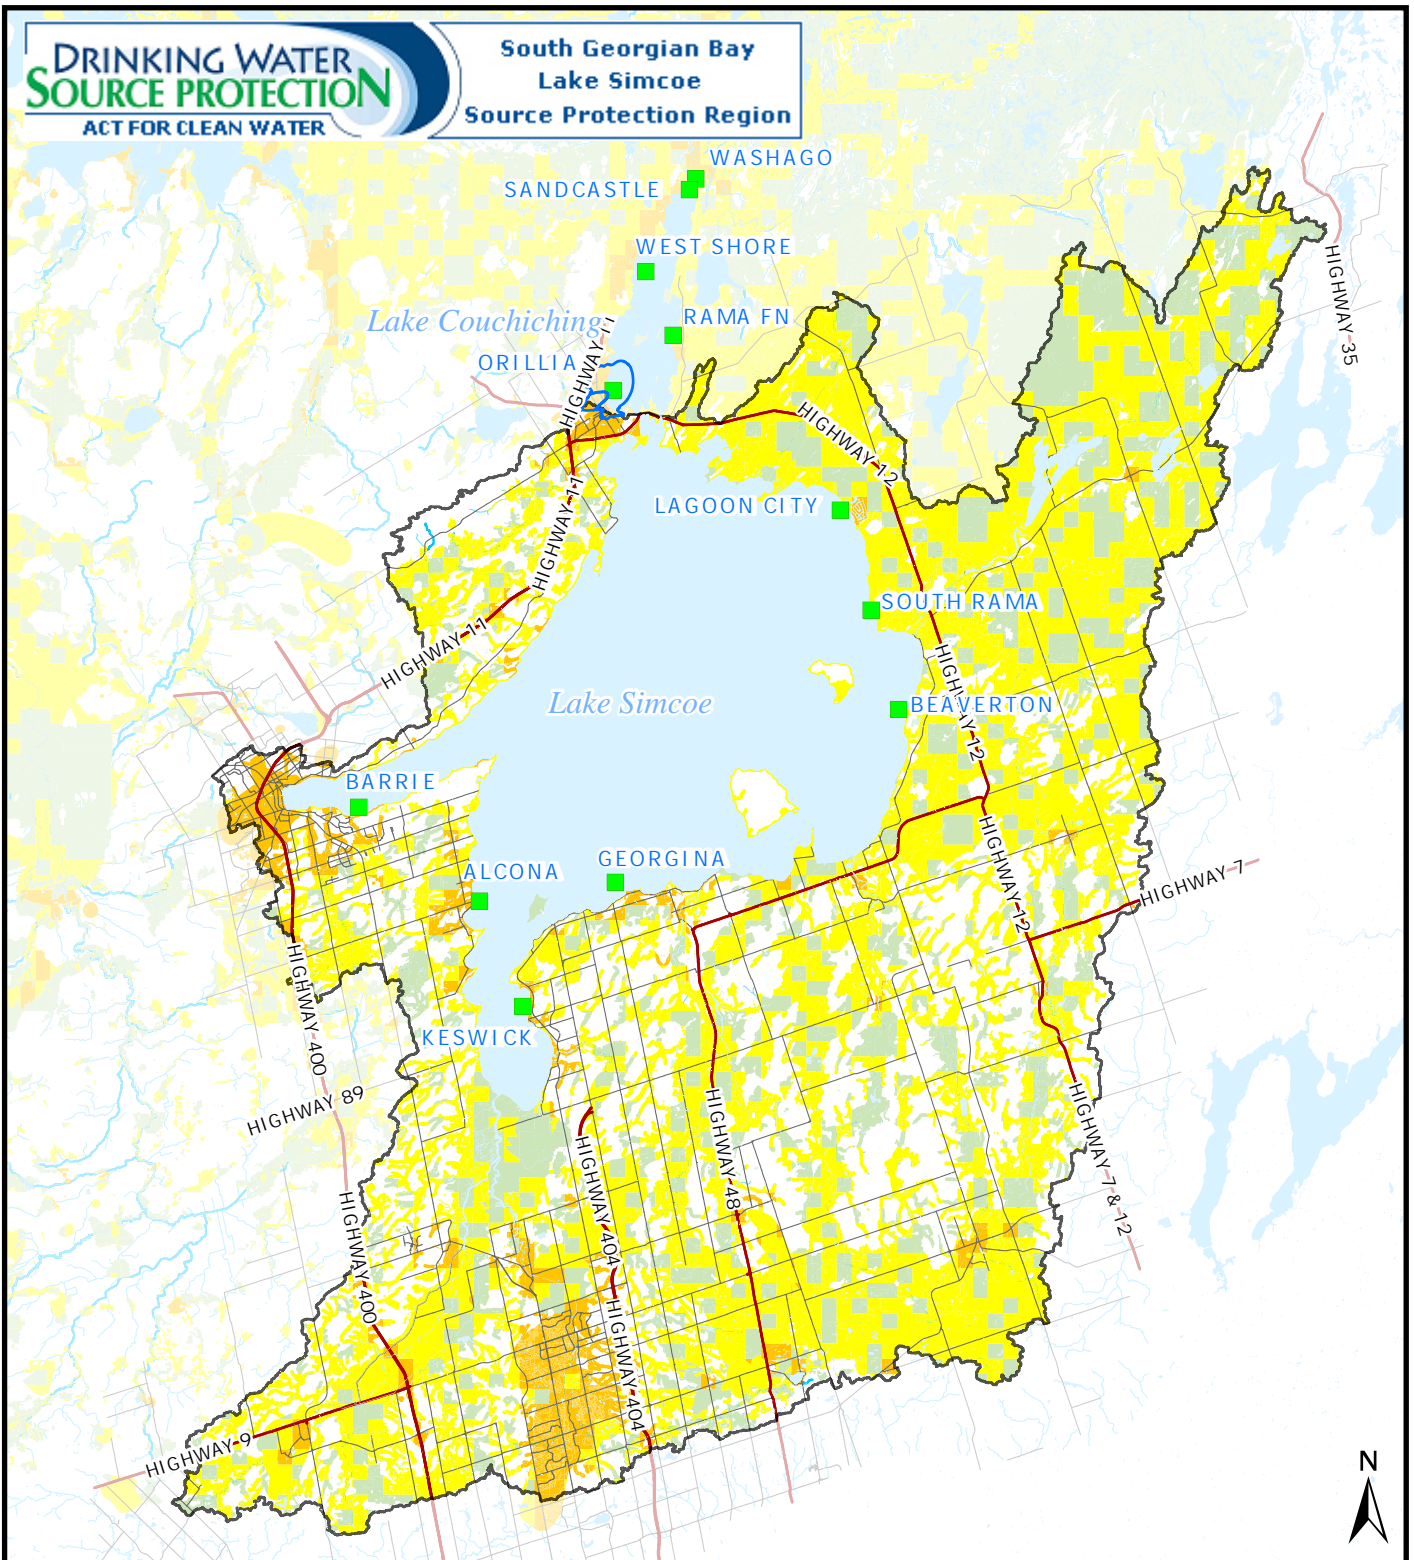 DRINKING WATER
SOURCE PROTECTION
ACT FOR CLEAN WATER
South Georgian Bay
Lake Simcoe
Source Protection Region
WASHAGO
SANDCASTLE
WEST SHORE
HIGHWAY 35
Lake Couchiching
RAMA FN
HIGHWAY 11
ORILLIA
HIGHWAY 12
LAGOON CITY
HIGHWAY 11
SOUTH RAMA
HIGHWAY 11
HIGHWAY 12
Lake Simcoe
BEAVERTON
BARRIE
GEORGINA
ALCONA
HIGHWAY 12
HIGHWAY 7
HIGHWAY 400
KESWICK
HIGHWAY 89
HIGHWAY 48
HIGHWAY 7 & 12
HIGHWAY 404
HIGHWAY 400
HIGHWAY 404
HIGHWAY 9
N